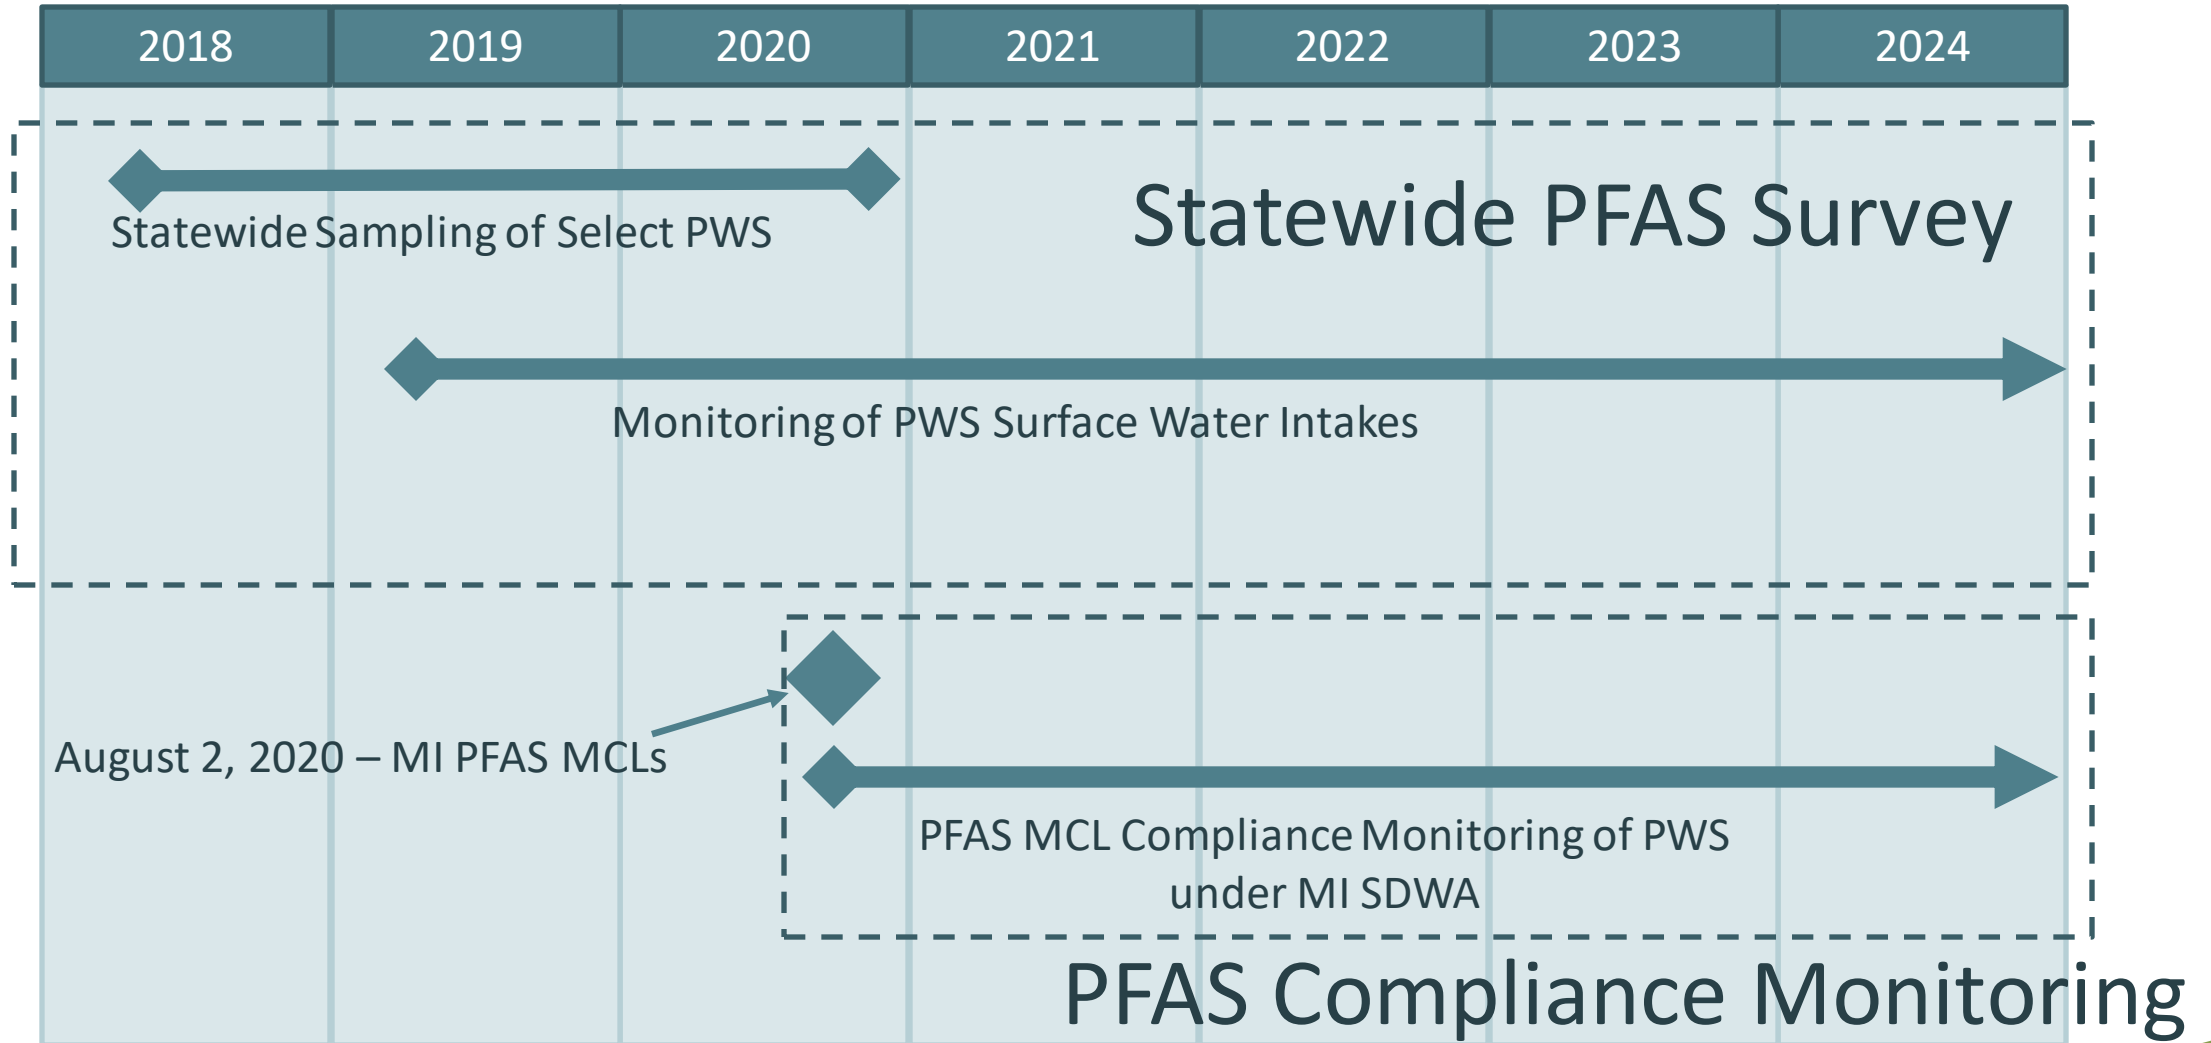 2018 2019 2020 2021 2022 2023 2024
Statewide Sampling of Select PWS
Statewide PFAS Survey
Monitoring of PWS Surface Water Intakes
August 2, 2020 – MI PFAS MCLs
PFAS MCL Compliance Monitoring of PWS
under MI SDWA
PFAS Compliance Monitoring